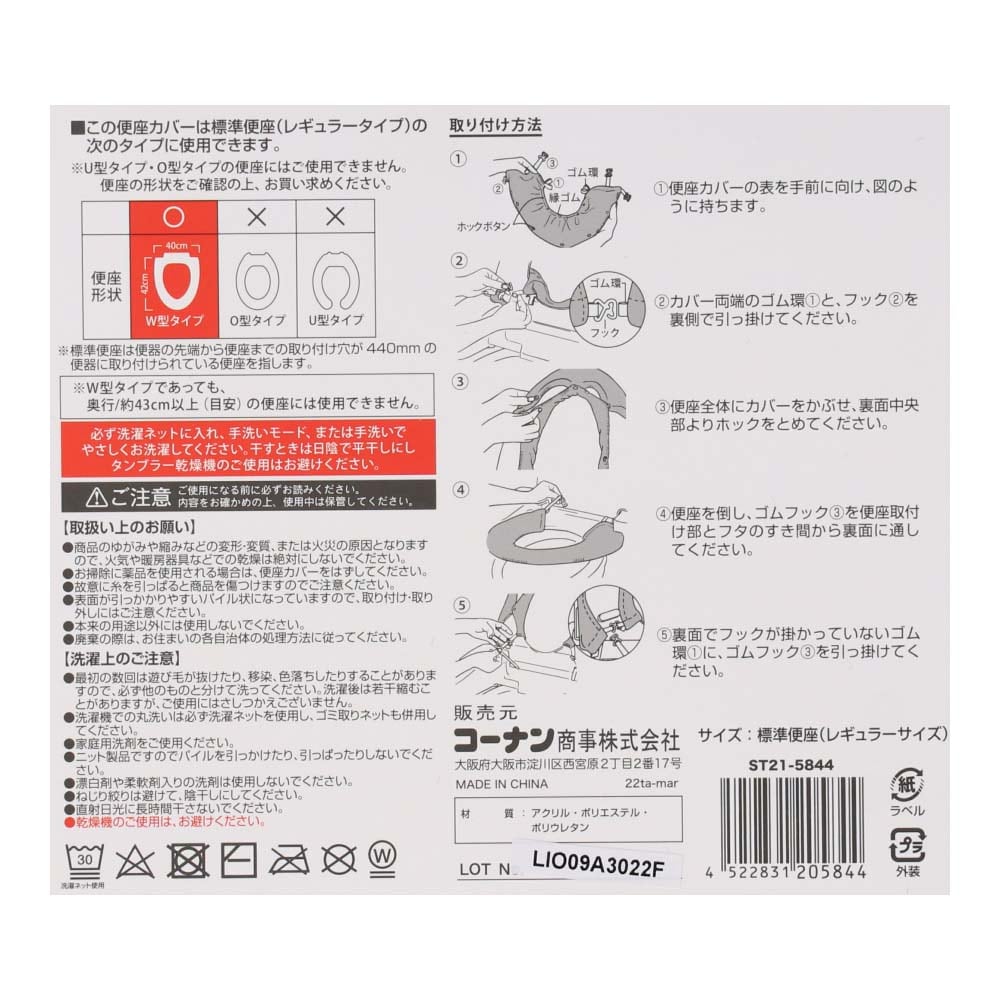 ■この便座カバーは標準便座(レギュラータイプ)の
次のタイプに使用できます。
※U型タイプ・O型タイプの便座にはご使用できません。
便座の形状をご確認の上、お買い求めください。
○ × ×
便座
形状
40cm
42cm
W型タイプ O型タイプ U型タイプ
※標準便座は便器の先端から便座までの取り付け穴が440mmの
便器に取り付けられている便座を指します。
※W型タイプであっても、
奥行/約43cm以上(目安)の便座には使用できません。
必ず洗濯ネットに入れ、手洗いモード、または手洗いで
やさしくお洗濯してください。干すときは日陰で平干しにし
タンブラー乾燥機のご使用はお避けください。
ご注意 ご使用になる前に必ずお読みください。
内容をお確かめの上、使用中は保管してください。
【取扱い上のお願い】
●商品のゆがみや縮みなどの変形・変質、または火災の原因となります
ので、火気や暖房器具などでの乾燥は絶対にしないでください。
●お掃除に薬品を使用される場合は、便座カバーをはずしてください。
●故意に糸を引っぱると商品を傷つけますのでご注意ください。
●表面が引っかかりやすいパイル状になっていますので、取り付け・取り
外しにはご注意ください。
●本来の用途以外には使用しないでください。
●廃棄の際は、お住まいの各自治体の処理方法に従ってください。
【洗濯上のご注意】
●最初の数回は遊び毛が抜けたり、移染、色落ちしたりすることがありま
すので、必ず他のものと分けて洗ってください。洗濯後は若干縮むこ
とがありますが、ご使用にはさしつかえございません。
●洗濯機での丸洗いは必ず洗濯ネットを使用し、ゴミ取りネットも併用し
てください。
●家庭用洗剤をご使用ください。
●ニット製品ですのでパイルを引っかけたり、引っぱったりしないでくだ
さい。
●漂白剤や柔軟剤入りの洗剤は使用しないでください。
●ねじり絞りは避けて、陰干しにしてください。
●直射日光に長時間干さないでください。
●乾燥機のご使用は、お避けください。
30
W
洗濯ネット使用
取り付け方法
①
③
ゴム環
②
①
縁ゴム
ホックボタン
①便座カバーの表を手前に向け、図のよ
うに持ちます。
②
ゴム環
フック
②カバー両端のゴム環①と、フック②を
裏側で引っ掛けてください。
③
③便座全体にカバーをかぶせ、裏面中央
部よりホックをとめてください。
④
④便座を倒し、ゴムフック③を便座取付
け部とフタのすき間から裏面に通し
てください。
⑤
⑤裏面でフックが掛かっていないゴム
環①に、ゴムフック③を引っ掛けてく
ださい。
販売元
コーナン商事株式会社
大阪府大阪市淀川区西宮原2丁目2番17号
MADE IN CHINA 22ta-mar
材 質:アクリル・ポリエステル・
ポリウレタン
LOT No.
LIO09A3022F
サイズ:標準便座(レギュラーサイズ)
ST21-5844
4 522831 205844
紙
ラベル
プラ
外装